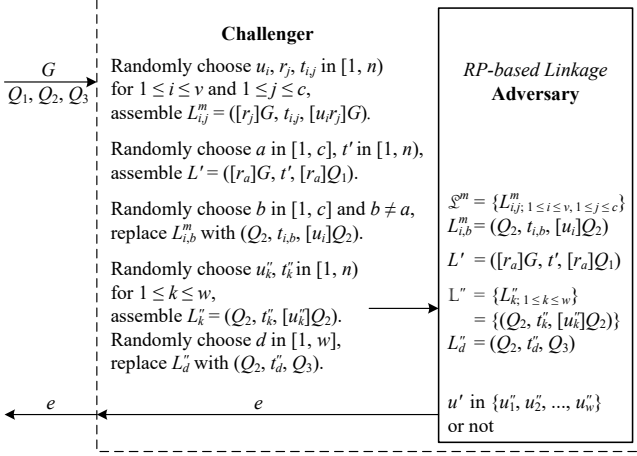 G
Q₁, Q₂, Q₃
Challenger
Randomly choose uᵢ, rⱼ, tᵢ,ⱼ in [1, n)
for 1 ≤ i ≤ v and 1 ≤ j ≤ c,
assemble Lᵐᵢ,ⱼ = ([rⱼ]G, tᵢ,ⱼ, [uᵢrⱼ]G).
Randomly choose a in [1, c], t' in [1, n),
assemble L' = ([rₐ]G, t', [rₐ]Q₁).
Randomly choose b in [1, c] and b ≠ a,
replace Lᵐᵢ,b with (Q₂, tᵢ,b, [uᵢ]Q₂).
Randomly choose u″ₖ, t″ₖ in [1, n)
for 1 ≤ k ≤ w,
assemble L″ₖ = (Q₂, t″ₖ, [u″ₖ]Q₂).
Randomly choose d in [1, w],
replace L″d with (Q₂, t″d, Q₃).
e
e
RP-based Linkage
Adversary
𝔏ᵐ = {Lᵐᵢ,ⱼ; 1 ≤ i ≤ v, 1 ≤ j ≤ c}
Lᵐᵢ,b = (Q₂, tᵢ,b, [uᵢ]Q₂)
L' = ([rₐ]G, t', [rₐ]Q₁)
𝕃″ = {L″ₖ; 1 ≤ k ≤ w}
= {(Q₂, t″ₖ, [u″ₖ]Q₂)}
L″d = (Q₂, t″d, Q₃)
u' in {u″₁, u″₂, ..., u″w}
or not